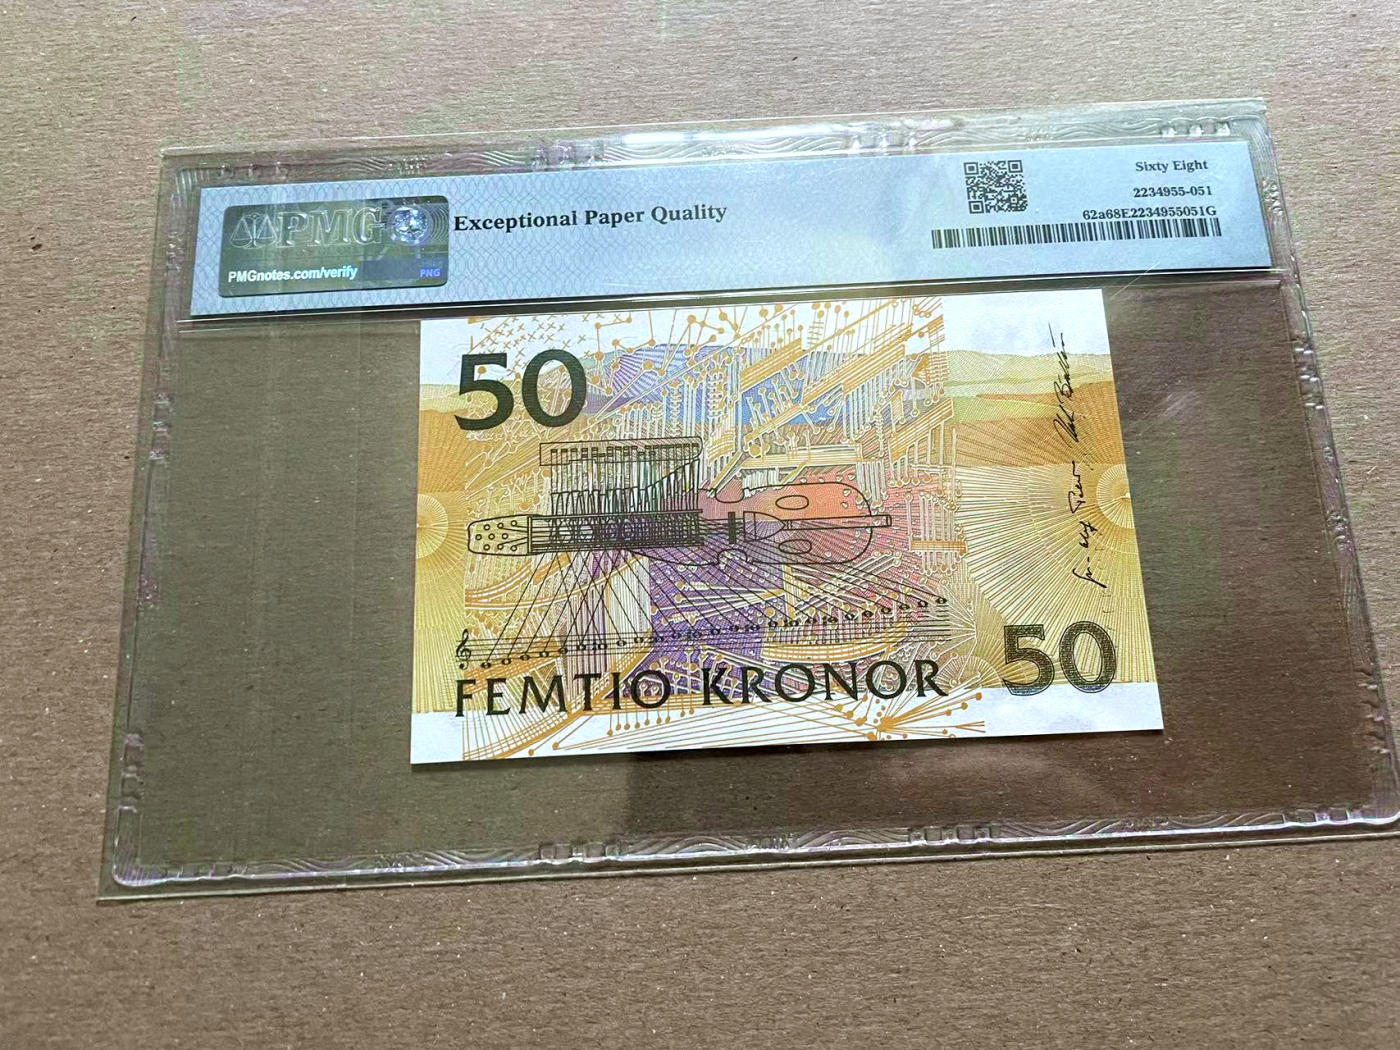 PMG
PMGnotes.com/verify
PNG
Exceptional Paper Quality
Sixty Eight
2234955-051
62a68E2234955051G
50
50
FEMTIO KRONOR